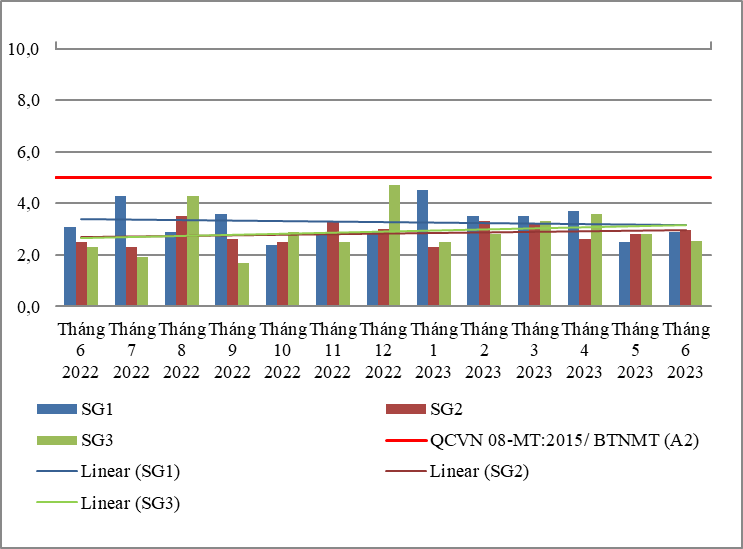 10,0
8,0
6,0
4,0
2,0
0,0
Tháng Tháng Tháng Tháng Tháng Tháng Tháng Tháng Tháng Tháng Tháng Tháng Tháng
6 7 8 9 10 11 12 1 2 3 4 5 6
2022 2022 2022 2022 2022 2022 2022 2023 2023 2023 2023 2023 2023
SG1 SG2
SG3 QCVN 08-MT:2015/ BTNMT (A2)
Linear (SG1) Linear (SG2)
Linear (SG3)